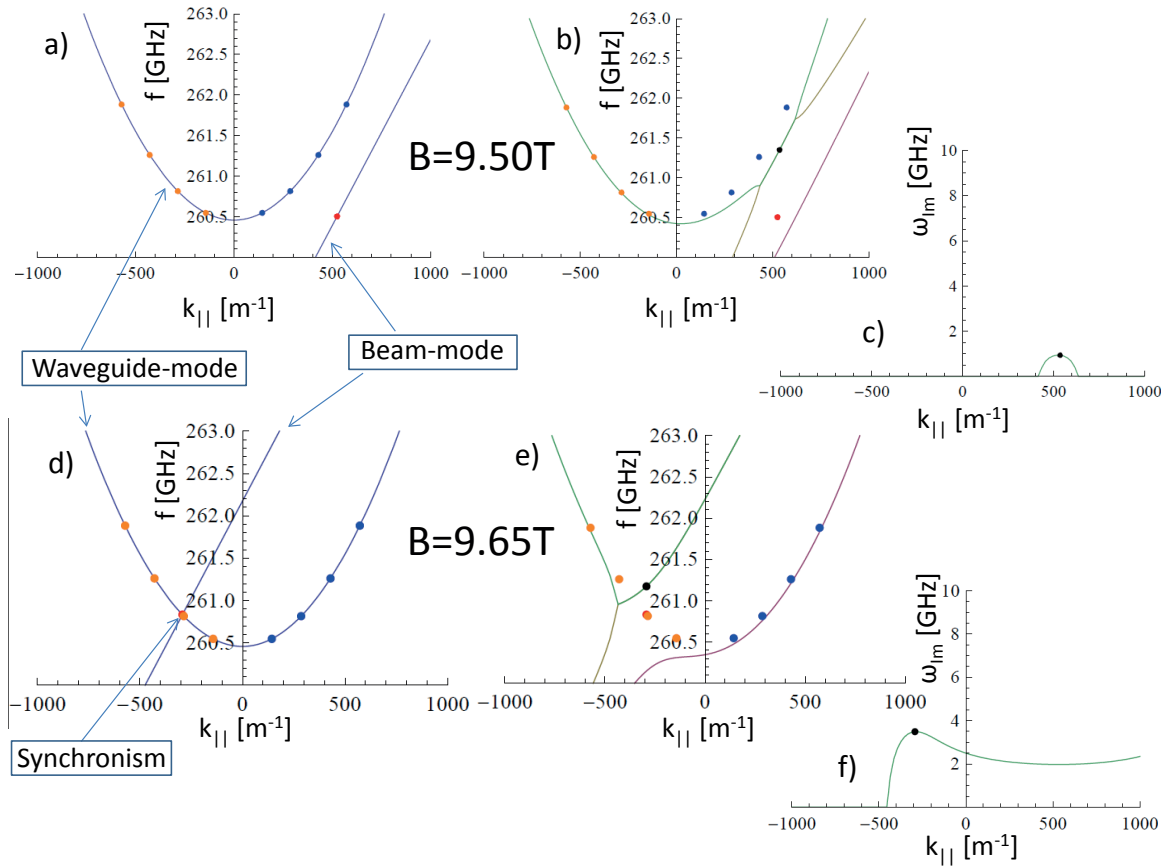 a)
f [GHz]
263.0
262.5
262.0
261.5
261.0
260.5
−1000
−500
0
500
1000
k|| [m⁻¹]
B=9.50T
b)
f [GHz]
263.0
262.5
262.0
261.5
261.0
260.5
−1000
−500
0
500
1000
k|| [m⁻¹]
c)
ωIm [GHz]
10
8
6
4
2
−1000
−500
0
500
1000
k|| [m⁻¹]
Waveguide-mode
Beam-mode
d)
f [GHz]
263.0
262.5
262.0
261.5
261.0
260.5
−1000
−500
0
500
1000
k|| [m⁻¹]
Synchronism
B=9.65T
e)
f [GHz]
263.0
262.5
262.0
261.5
261.0
260.5
−1000
−500
0
500
1000
k|| [m⁻¹]
f)
ωIm [GHz]
10
8
6
4
2
−1000
−500
0
500
1000
k|| [m⁻¹]